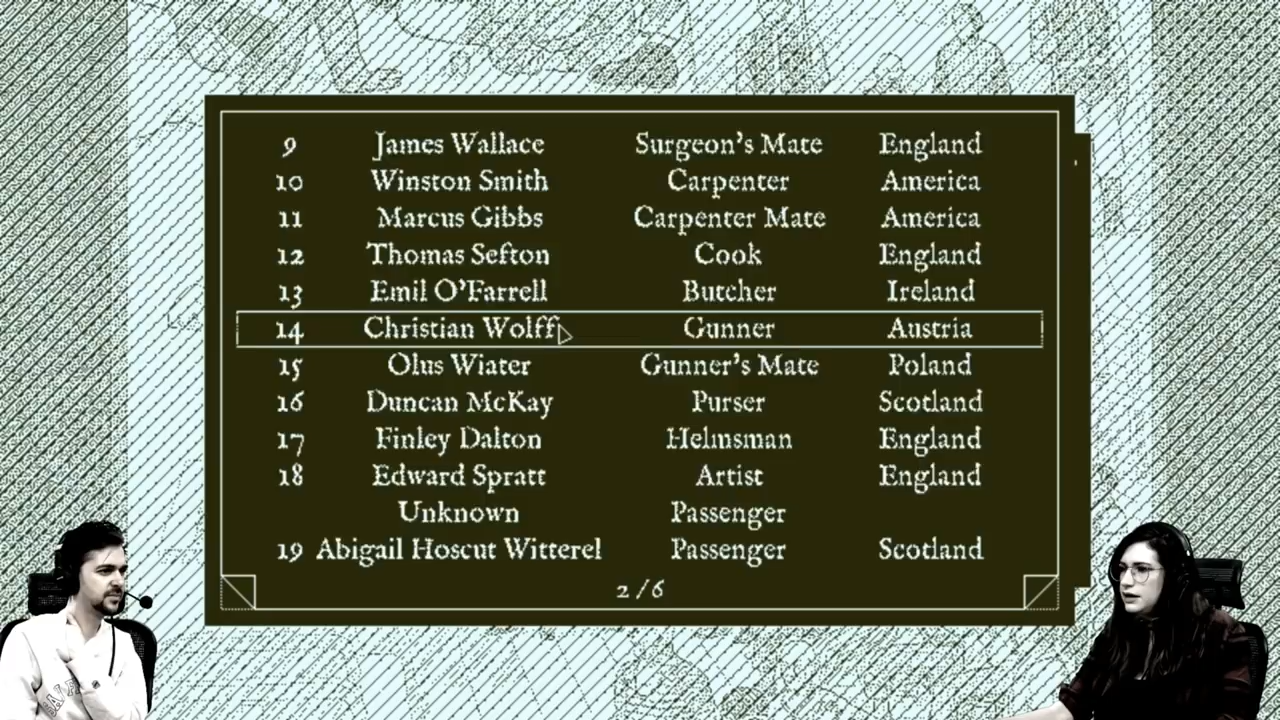 9 James Wallace Surgeon's Mate England
10 Winston Smith Carpenter America
11 Marcus Gibbs Carpenter Mate America
12 Thomas Sefton Cook England
13 Emil O'Farrell Butcher Ireland
14 Christian Wolff Gunner Austria
15 Olus Wiater Gunner's Mate Poland
16 Duncan McKay Purser Scotland
17 Finley Dalton Helmsman England
18 Edward Spratt Artist England
Unknown Passenger
19 Abigail Hoscut Witterel Passenger Scotland
2/6